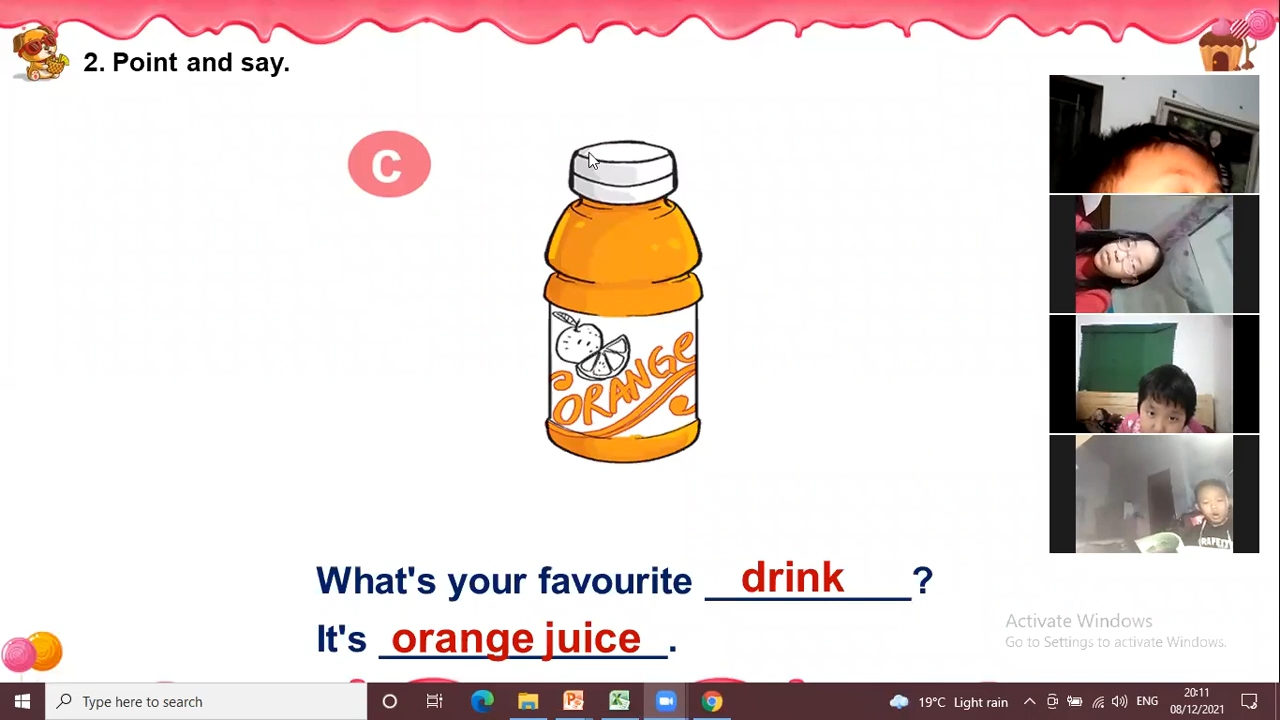 2. Point and say.
C
ORANGE
What's your favourite drink?
It's orange juice.
Activate Windows
Go to Settings to activate Windows.
Type here to search
19°C Light rain
ENG
20:11
08/12/2021